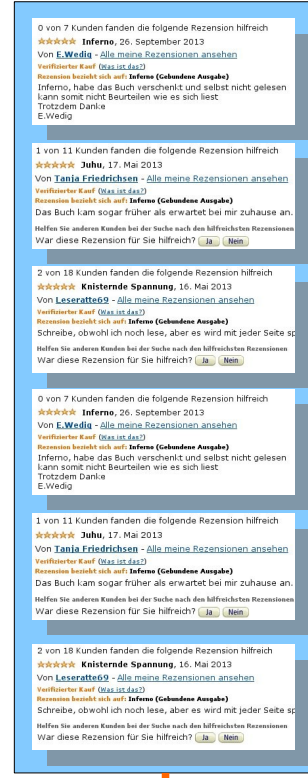 0 von 7 Kunden fanden die folgende Rezension hilfreich
Inferno, 26. September 2013
Von E.Wedig - Alle meine Rezensionen ansehen
Verifizierter Kauf (Was ist das?)
Rezension bezieht sich auf: Inferno (Gebundene Ausgabe)
Inferno, habe das Buch verschenkt und selbst nicht gelesen
kann somit nicht Beurteilen wie es sich liest
Trotzdem Danke
E.Wedig
1 von 11 Kunden fanden die folgende Rezension hilfreich
Juhu, 17. Mai 2013
Von Tanja Friedrichsen - Alle meine Rezensionen ansehen
Verifizierter Kauf (Was ist das?)
Rezension bezieht sich auf: Inferno (Gebundene Ausgabe)
Das Buch kam sogar früher als erwartet bei mir zuhause an.
Helfen Sie anderen Kunden bei der Suche nach den hilfreichsten Rezensionen
War diese Rezension für Sie hilfreich? Ja Nein
2 von 18 Kunden fanden die folgende Rezension hilfreich
Knisternde Spannung, 16. Mai 2013
Von Leseratte69 - Alle meine Rezensionen ansehen
Verifizierter Kauf (Was ist das?)
Rezension bezieht sich auf: Inferno (Gebundene Ausgabe)
Schreibe, obwohl ich noch lese, aber es wird mit jeder Seite sp
Helfen Sie anderen Kunden bei der Suche nach den hilfreichsten Rezensionen
War diese Rezension für Sie hilfreich? Ja Nein
0 von 7 Kunden fanden die folgende Rezension hilfreich
Inferno, 26. September 2013
Von E.Wedig - Alle meine Rezensionen ansehen
Verifizierter Kauf (Was ist das?)
Rezension bezieht sich auf: Inferno (Gebundene Ausgabe)
Inferno, habe das Buch verschenkt und selbst nicht gelesen
kann somit nicht Beurteilen wie es sich liest
Trotzdem Danke
E.Wedig
1 von 11 Kunden fanden die folgende Rezension hilfreich
Juhu, 17. Mai 2013
Von Tanja Friedrichsen - Alle meine Rezensionen ansehen
Verifizierter Kauf (Was ist das?)
Rezension bezieht sich auf: Inferno (Gebundene Ausgabe)
Das Buch kam sogar früher als erwartet bei mir zuhause an.
Helfen Sie anderen Kunden bei der Suche nach den hilfreichsten Rezensionen
War diese Rezension für Sie hilfreich? Ja Nein
2 von 18 Kunden fanden die folgende Rezension hilfreich
Knisternde Spannung, 16. Mai 2013
Von Leseratte69 - Alle meine Rezensionen ansehen
Verifizierter Kauf (Was ist das?)
Rezension bezieht sich auf: Inferno (Gebundene Ausgabe)
Schreibe, obwohl ich noch lese, aber es wird mit jeder Seite sp
Helfen Sie anderen Kunden bei der Suche nach den hilfreichsten Rezensionen
War diese Rezension für Sie hilfreich? Ja Nein